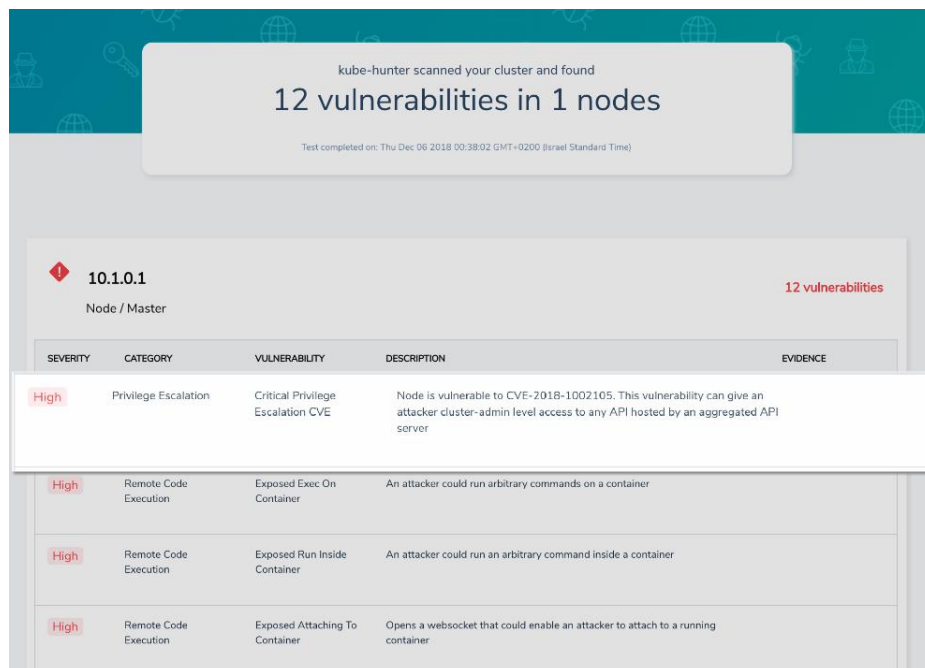 kube-hunter scanned your cluster and found
12 vulnerabilities in 1 nodes
Test completed on: Thu Dec 06 2018 00:38:02 GMT+0200 (Israel Standard Time)
10.1.0.1
12 vulnerabilities
Node / Master
SEVERITY CATEGORY VULNERABILITY DESCRIPTION EVIDENCE
High Privilege Escalation Critical Privilege Node is vulnerable to CVE-2018-1002105. This vulnerability can give an
Escalation CVE attacker cluster-admin level access to any API hosted by an aggregated API
server
High Remote Code Exposed Exec On An attacker could run arbitrary commands on a container
Execution Container
High Remote Code Exposed Run Inside An attacker could run an arbitrary command inside a container
Execution Container
High Remote Code Exposed Attaching To Opens a websocket that could enable an attacker to attach to a running
Execution Container container